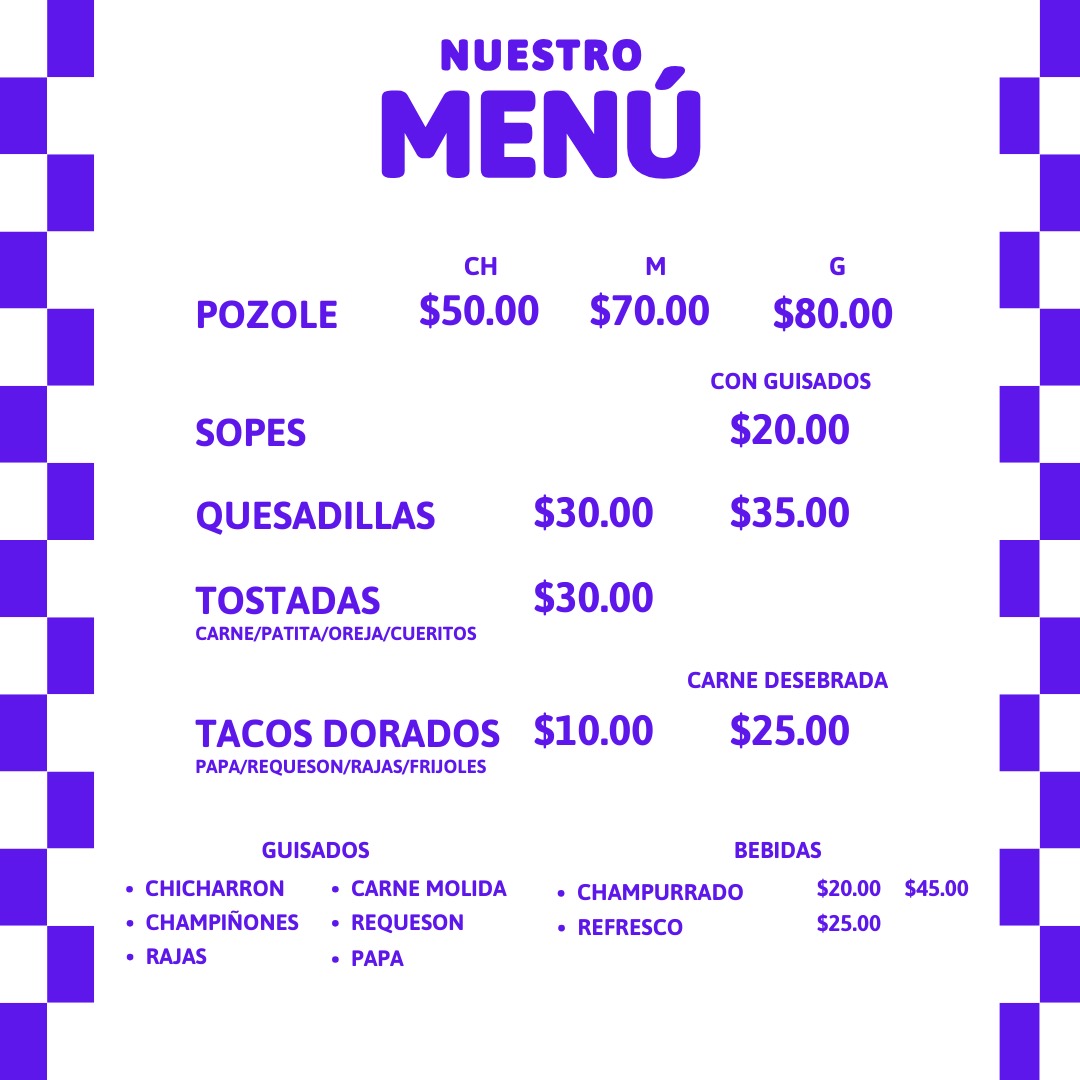 NUESTRO
MENÚ
CH M G
POZOLE $50.00 $70.00 $80.00
CON GUISADOS
SOPES $20.00
QUESADILLAS $30.00 $35.00
TOSTADAS $30.00
CARNE/PATITA/OREJA/CUERITOS
CARNE DESEBRADA
TACOS DORADOS $10.00 $25.00
PAPA/REQUESON/RAJAS/FRIJOLES
GUISADOS
• CHICHARRON
• CHAMPIÑONES
• RAJAS
• CARNE MOLIDA
• REQUESON
• PAPA
BEBIDAS
• CHAMPURRADO $20.00 $45.00
• REFRESCO $25.00